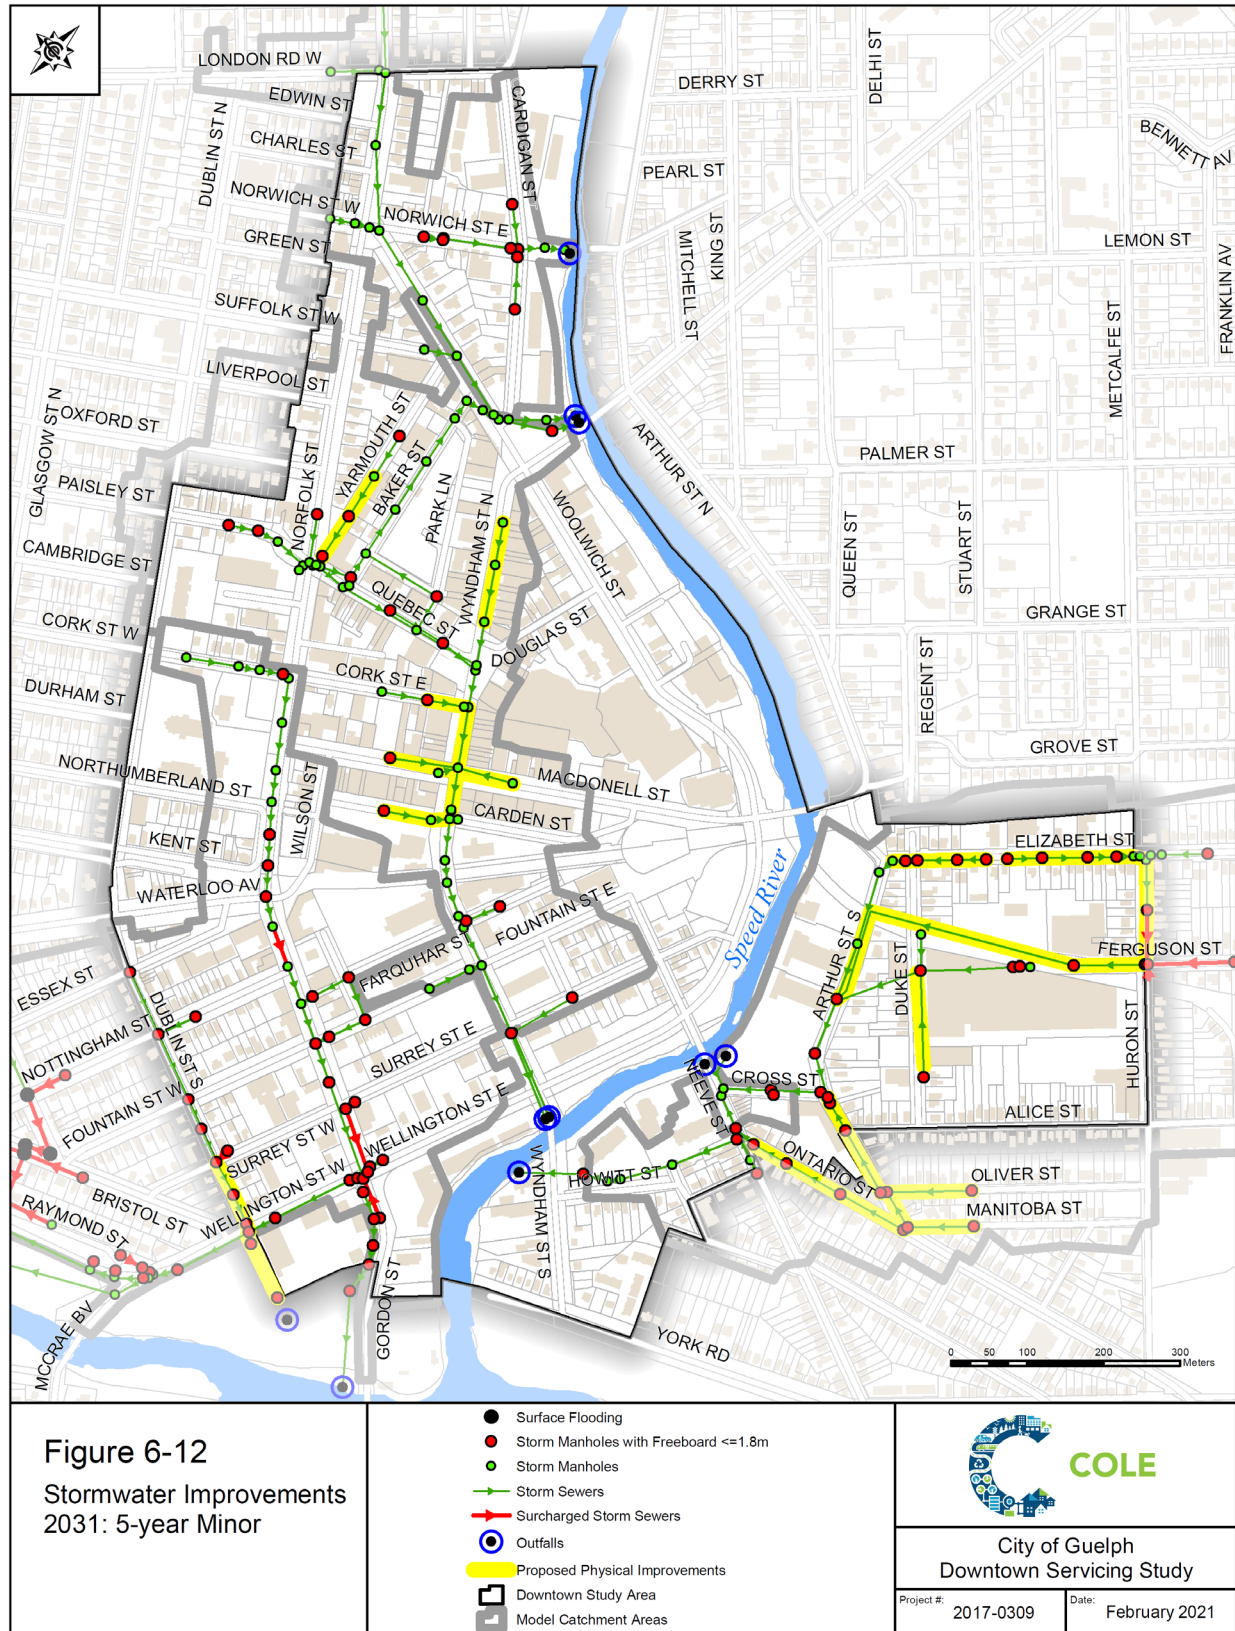 LONDON RD W
EDWIN ST
CHARLES ST
DUBLIN ST N
NORWICH ST W
GREEN ST
SUFFOLK ST W
LIVERPOOL ST
GLASGOW ST N
OXFORD ST
PAISLEY ST
CAMBRIDGE ST
CORK ST W
DURHAM ST
NORTHUMBERLAND ST
KENT ST
WATERLOO AV
ESSEX ST
NOTTINGHAM ST
FOUNTAIN ST W
DUBLIN ST S
SURREY ST W
BRISTOL ST
RAYMOND ST
WELLINGTON ST W
MCCRAE BV
CARDIGAN ST
NORWICH ST E
NORFOLK ST
YARMOUTH ST
BAKER ST
PARK LN
WYNDHAM ST N
QUEBEC ST
WOOLWICH ST
DOUGLAS ST
CORK ST E
MACDONELL ST
WILSON ST
CARDEN ST
FOUNTAIN ST E
FARQUHAR ST
SURREY ST E
WELLINGTON ST E
GORDON ST
WYNDHAM ST S
HOWITT ST
NEEVE ST
CROSS ST
ONTARIO ST
YORK RD
Speed River
DERRY ST
DELHI ST
BENNETT AV
PEARL ST
KING ST
MITCHELL ST
LEMON ST
FRANKLIN AV
METCALFE ST
ARTHUR ST N
PALMER ST
QUEEN ST
STUART ST
GRANGE ST
REGENT ST
GROVE ST
ELIZABETH ST
ARTHUR ST S
DUKE ST
FERGUSON ST
HURON ST
ALICE ST
OLIVER ST
MANITOBA ST
0 50 100 200 300
Meters
Figure 6-12
Stormwater Improvements
2031: 5-year Minor
Surface Flooding
Storm Manholes with Freeboard <=1.8m
Storm Manholes
Storm Sewers
Surcharged Storm Sewers
Outfalls
Proposed Physical Improvements
Downtown Study Area
Model Catchment Areas
COLE
City of Guelph
Downtown Servicing Study
Project #: 2017-0309
Date: February 2021